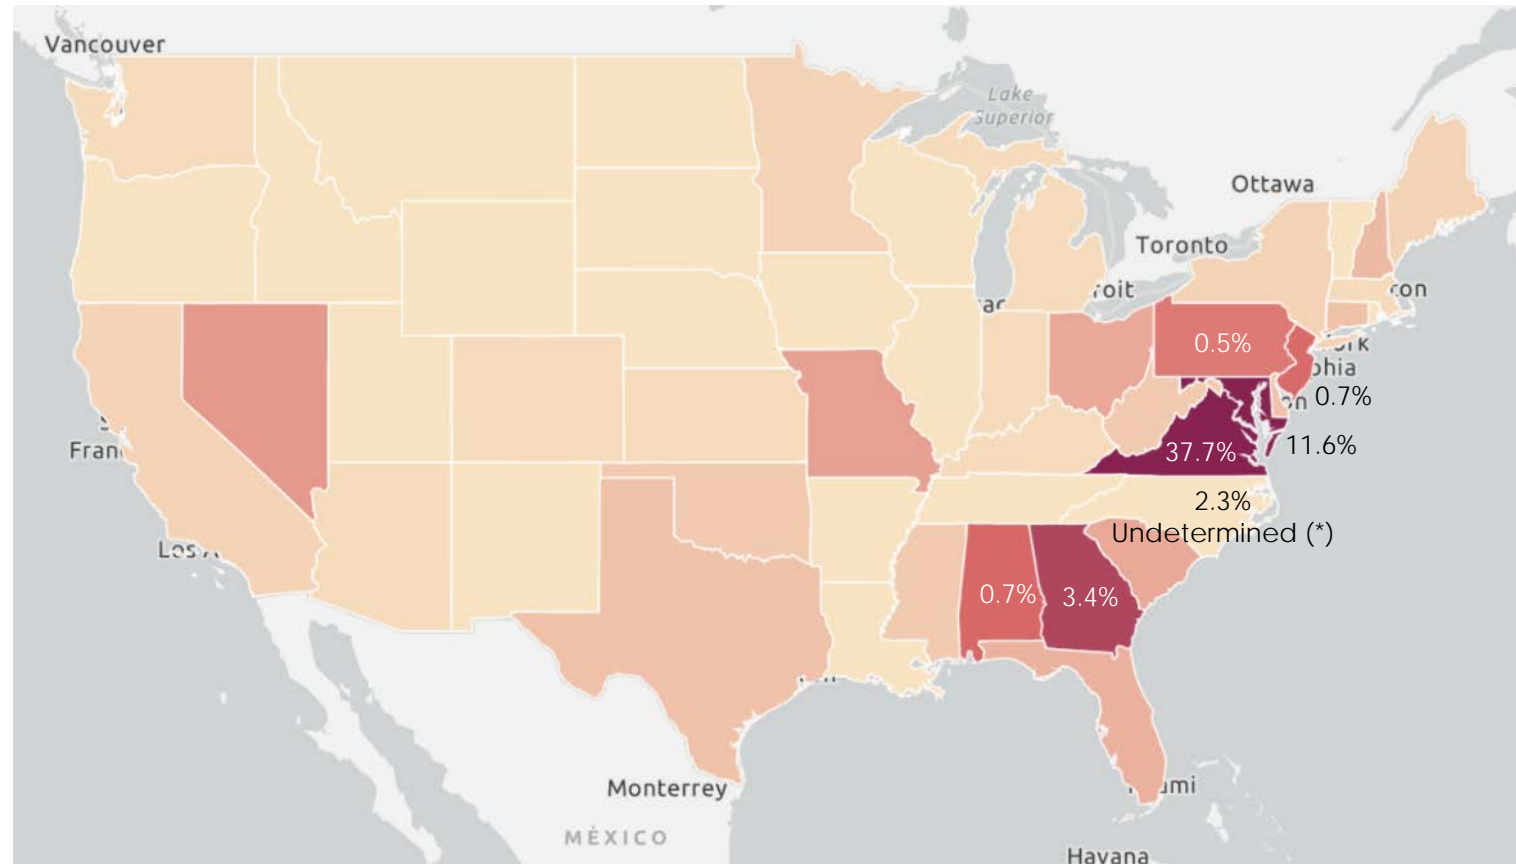 Vancouver
Lake
Superior
Ottawa
Toronto
0.5%
0.7%
37.7%
11.6%
2.3%
Undetermined (*)
0.7%
3.4%
Monterrey
MÉXICO
Havana